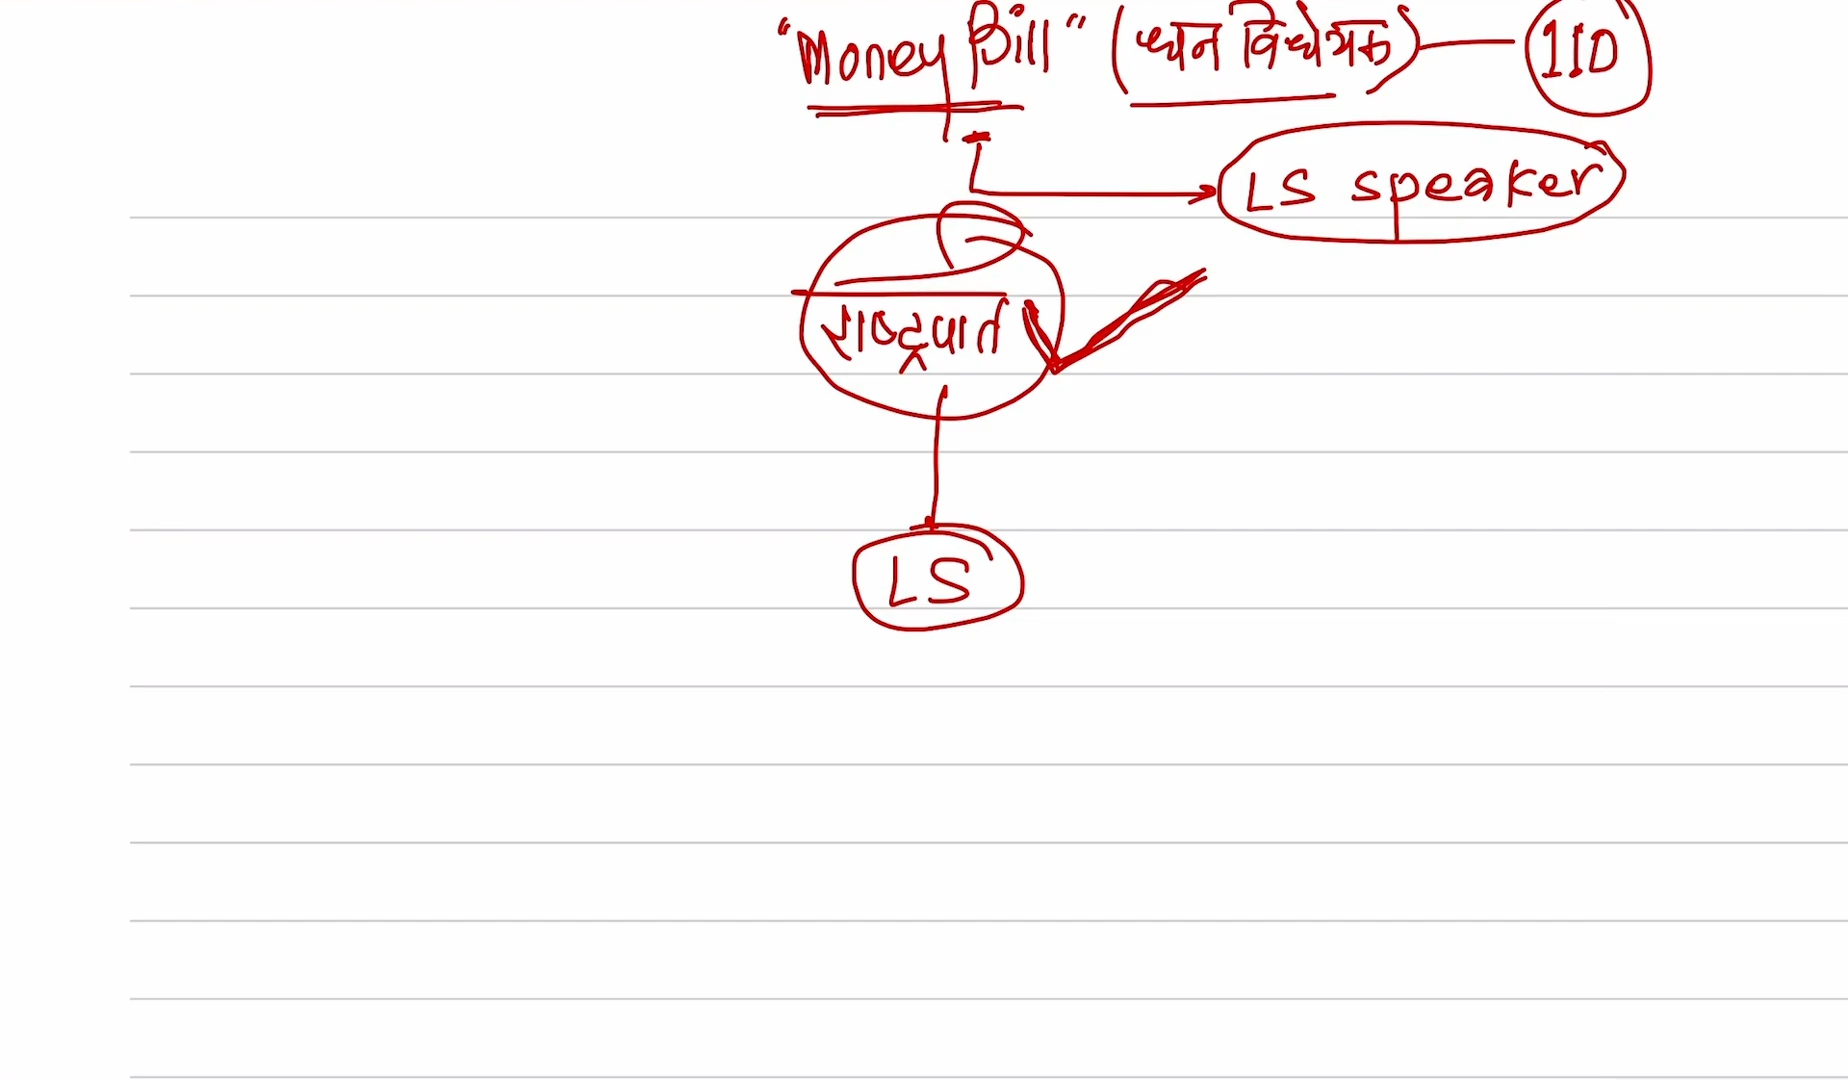 "Money Bill" (धन विधेयक) 110
LS speaker
राष्ट्रपति
LS